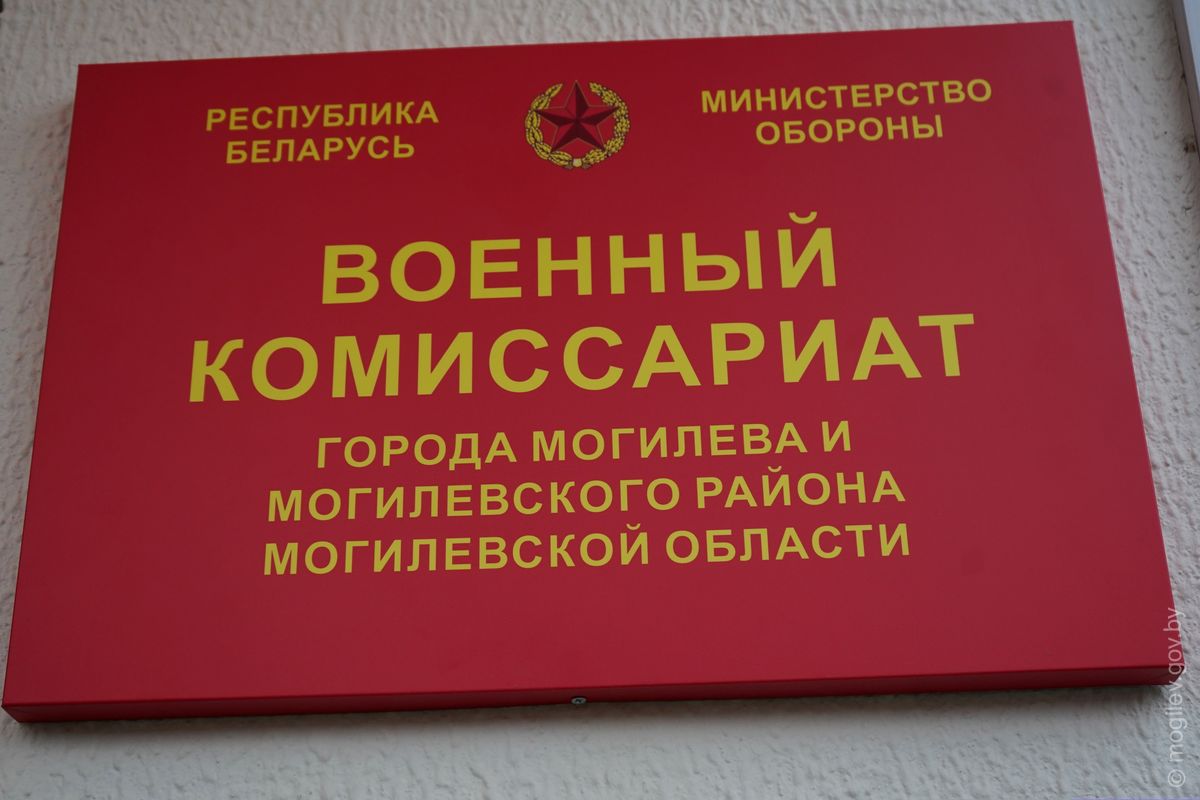 РЕСПУБЛИКА
БЕЛАРУСЬ
МИНИСТЕРСТВО
ОБОРОНЫ
ВОЕННЫЙ
КОМИССАРИАТ
ГОРОДА МОГИЛЕВА И
МОГИЛЕВСКОГО РАЙОНА
МОГИЛЕВСКОЙ ОБЛАСТИ
© mogilev.gov.by